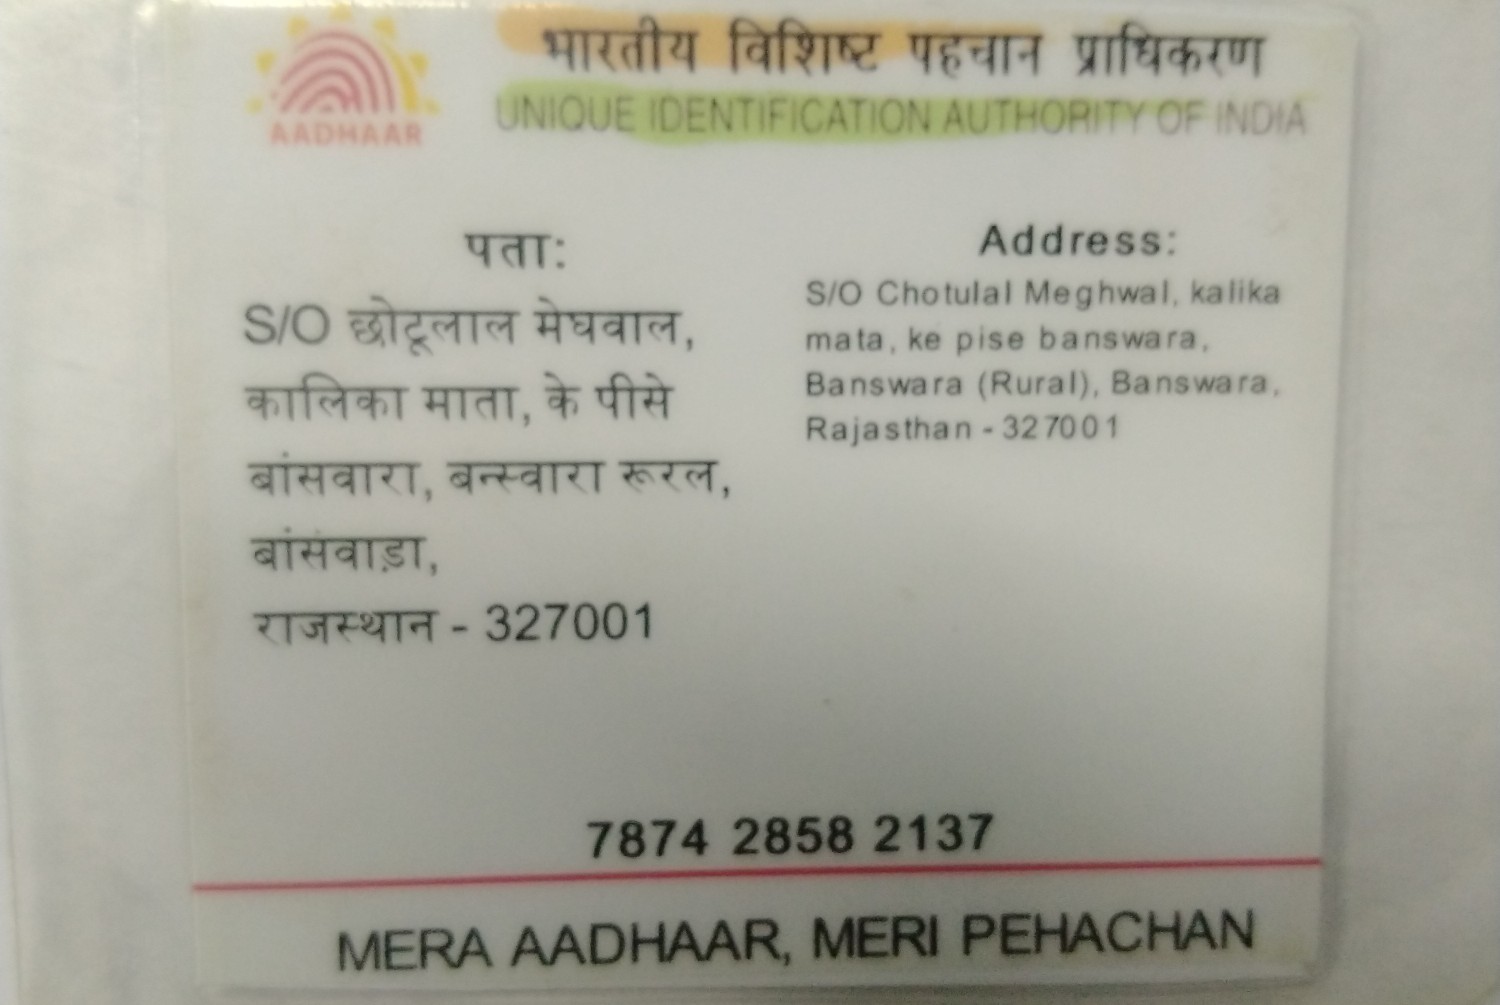 AADHAAR
भारतीय विशिष्ट पहचान प्राधिकरण
UNIQUE IDENTIFICATION AUTHORITY OF INDIA
पता:
S/O छोटूलाल मेघवाल,
कालिका माता, के पीसे
बांसवारा, बन्स्वारा रूरल,
बांसवाड़ा,
राजस्थान - 327001
Address:
S/O Chotulal Meghwal, kalika
mata, ke pise banswara,
Banswara (Rural), Banswara,
Rajasthan - 327001
7874 2858 2137
MERA AADHAAR, MERI PEHACHAN